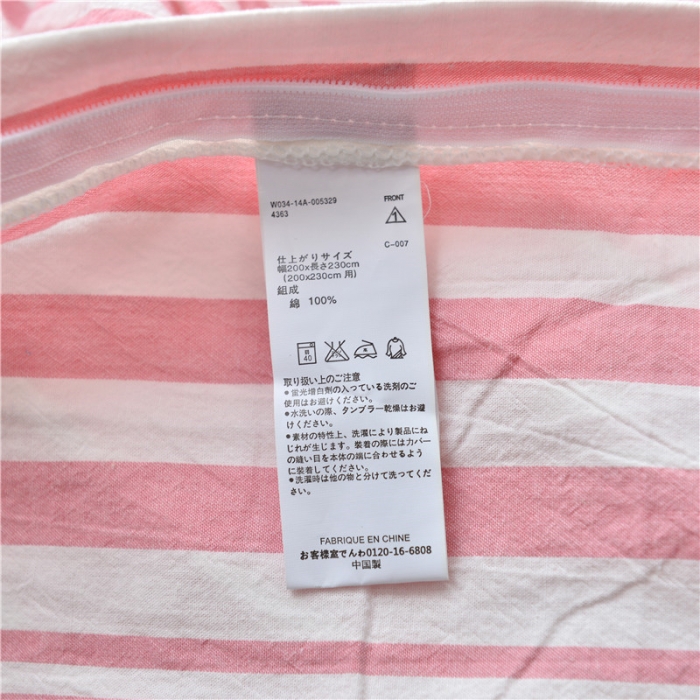 W034-14A-005329
4363
FRONT
1
C-007
仕上がりサイズ
幅200x長さ230cm
(200x230cm 用)
組成
綿 100%
40
取り扱い上のご注意
●蛍光増白剤の入っている洗剤のご
使用はお避けください。
●水洗いの際、タンブラー乾燥はお避
けください。
●素材の特性上、洗濯により製品にね
じれが生じます。装着の際には力バー
の縫い目を本体の端に合わせるよう
に装着してください。
●洗濯時は他の物と分けて洗つてくだ
さい。
FABRIQUE EN CHINE
お客様室でんわ0120-16-6808
中国製